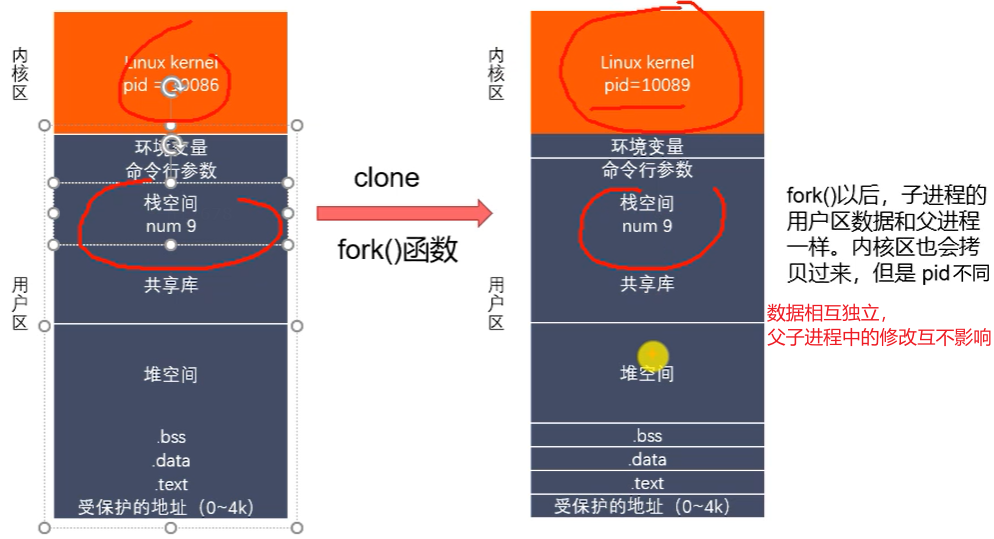 内核区
Linux kernel
pid = 10086
用户区
环境变量
命令行参数
栈空间
num 9
共享库
堆空间
.bss
.data
.text
受保护的地址（0~4k）
clone
fork()函数
内核区
Linux kernel
pid=10089
用户区
环境变量
命令行参数
栈空间
num 9
共享库
堆空间
.bss
.data
.text
受保护的地址（0~4k）
fork()以后，子进程的
用户区数据和父进程
一样。内核区也会拷
贝过来，但是 pid不同
数据相互独立，
父子进程中的修改互不影响